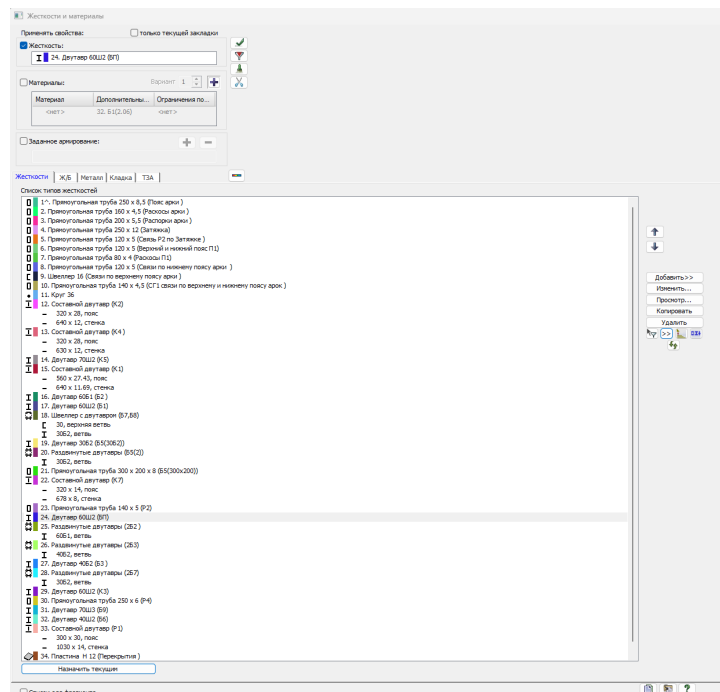 Жесткости и материалы
Применять свойства:
только текущей закладки
Жесткость:
24. Двутавр 60Ш2 (ВП)
Материалы:
Вариант 1
Материал Дополнительны... Ограничения по...
<нет> 32. Б1(2.06) <нет>
Заданное армирование:
Жесткости Ж/Б Металл Кладка ТЗА
Список типов жесткостей
1^. Прямоугольная труба 250 x 8,5 (Пояс арки )
2. Прямоугольная труба 160 x 4,5 (Раскосы арки )
3. Прямоугольная труба 200 x 5,5 (Распорки арки )
4. Прямоугольная труба 250 x 12 (Затяжка)
5. Прямоугольная труба 120 x 5 (Связь Р2 по Затяжке )
6. Прямоугольная труба 120 x 5 (Верхний и нижний пояс П1)
7. Прямоугольная труба 80 x 4 (Раскосы П1)
8. Прямоугольная труба 120 x 5 (Связи по нижнему поясу арки )
9. Швеллер 16 (Связи по верхнему поясу арки )
10. Прямоугольная труба 140 x 4,5 (СГ1 связи по верхнему и нижнему поясу арок )
11. Круг 36
12. Составной двутавр (К2)
320 x 28, пояс
640 x 12, стенка
13. Составной двутавр (К4 )
320 x 28, пояс
630 x 12, стенка
14. Двутавр 70Ш2 (К5)
15. Составной двутавр (К1)
560 x 27.43, пояс
640 x 11.69, стенка
16. Двутавр 60Б1 (Б2 )
17. Двутавр 60Ш2 (Б1)
18. Швеллер с двутавром (Б7,Б8)
30, верхняя ветвь
30Б2, ветвь
19. Двутавр 30Б2 (Б5(30Б2))
20. Раздвинутые двутавры (Б5(2))
30Б2, ветвь
21. Прямоугольная труба 300 x 200 x 8 (Б5(300x200))
22. Составной двутавр (К7)
320 x 14, пояс
678 x 8, стенка
23. Прямоугольная труба 140 x 5 (Р2)
24. Двутавр 60Ш2 (ВП)
25. Раздвинутые двутавры (2Б2 )
60Б1, ветвь
26. Раздвинутые двутавры (2Б3)
40Б2, ветвь
27. Двутавр 40Б2 (Б3 )
28. Раздвинутые двутавры (2Б7)
30Б2, ветвь
29. Двутавр 60Ш2 (К3)
30. Прямоугольная труба 250 x 6 (Р4)
31. Двутавр 70Ш3 (Б9)
32. Двутавр 40Ш2 (Б6)
33. Составной двутавр (Р1)
300 x 30, пояс
1030 x 14, стенка
34. Пластина Н 12 (Перекрытия )
Добавить>>
Изменить...
Просмотр...
Копировать
Удалить
>>
Назначить текущим